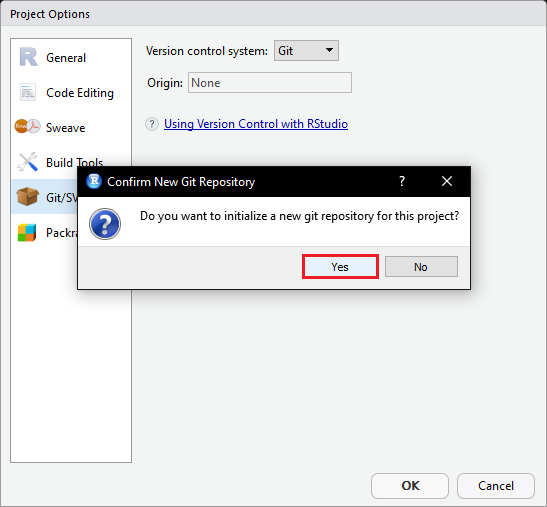 Project Options
General
Code Editing
Sweave
Build Tools
Git/SV
Packra
Version control system: Git
Origin: None
? Using Version Control with RStudio
R Confirm New Git Repository ?
Do you want to initialize a new git repository for this project?
Yes No
OK Cancel